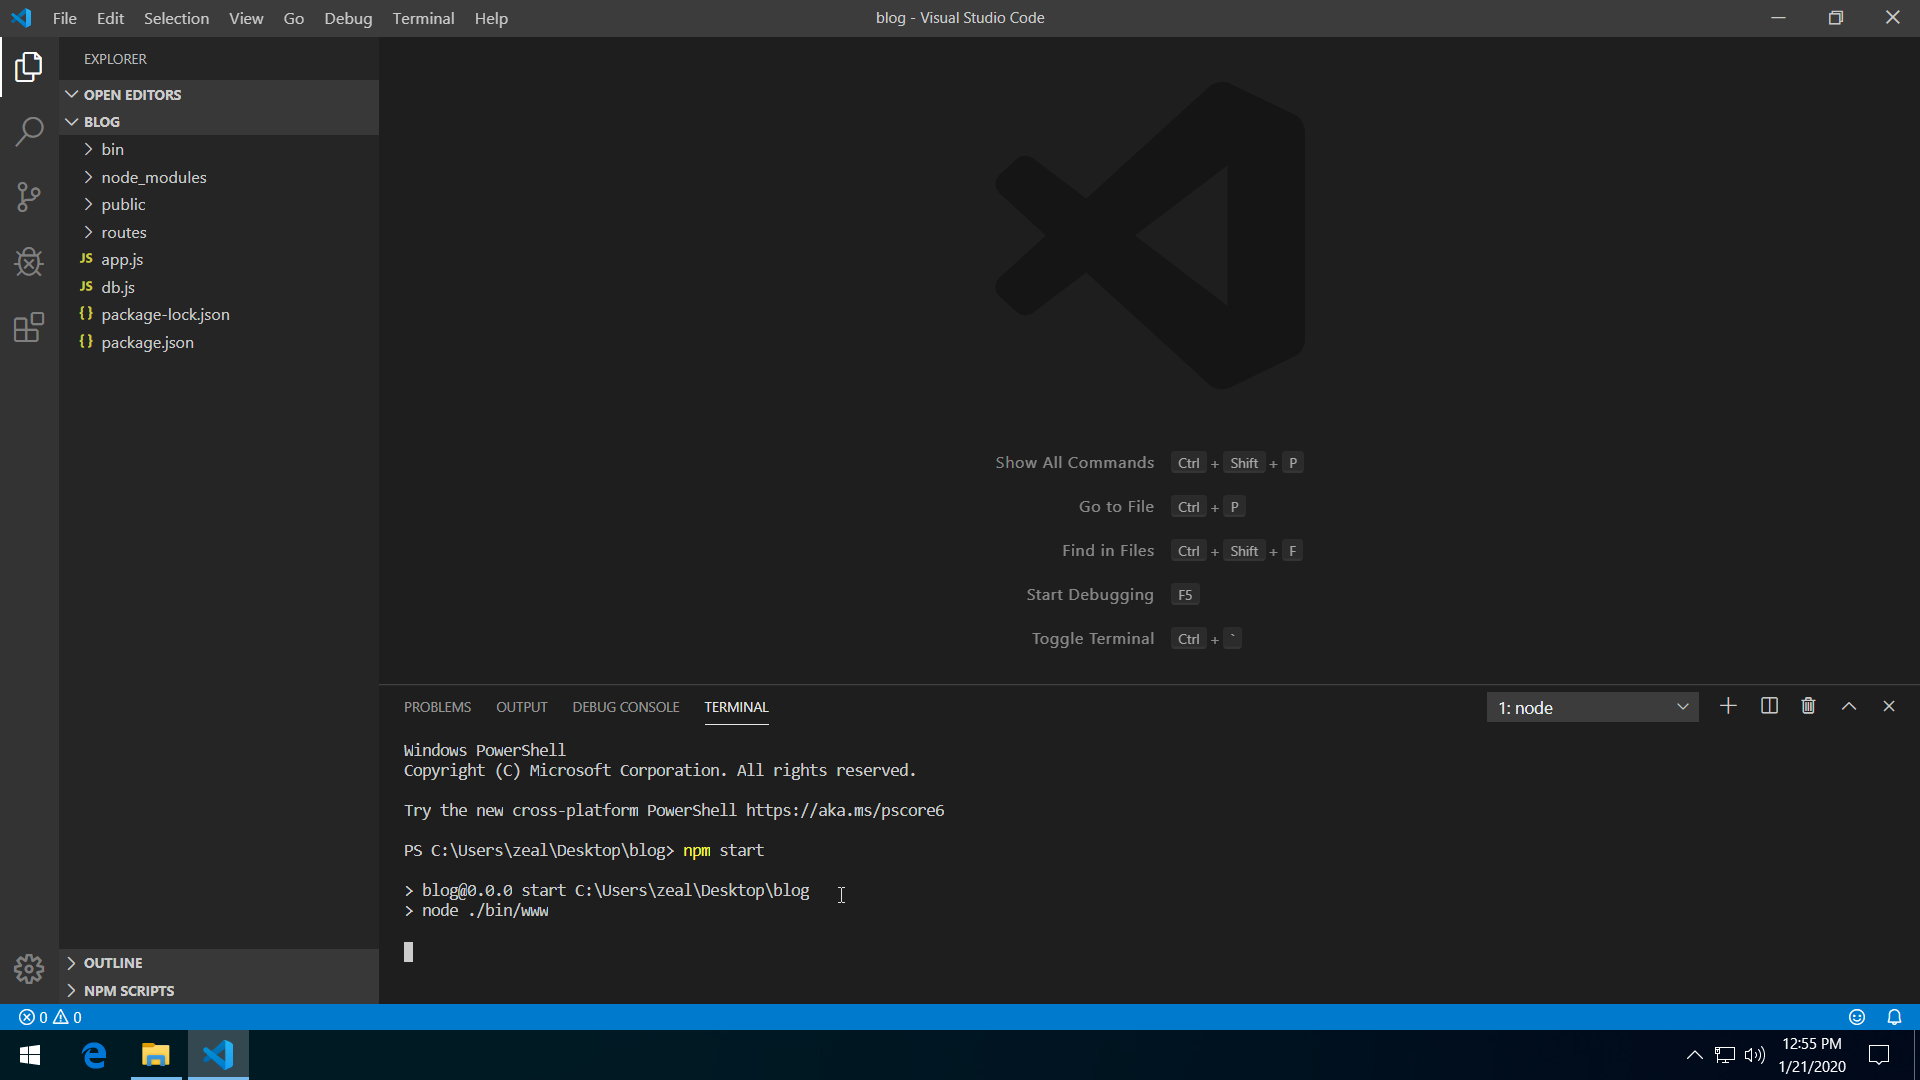 File Edit Selection View Go Debug Terminal Help
blog - Visual Studio Code
EXPLORER
OPEN EDITORS
BLOG
bin
node_modules
public
routes
JS app.js
JS db.js
{} package-lock.json
{} package.json
OUTLINE
NPM SCRIPTS
Show All Commands Ctrl + Shift + P
Go to File Ctrl + P
Find in Files Ctrl + Shift + F
Start Debugging F5
Toggle Terminal Ctrl + `
PROBLEMS OUTPUT DEBUG CONSOLE TERMINAL
1: node
Windows PowerShell
Copyright (C) Microsoft Corporation. All rights reserved.
Try the new cross-platform PowerShell https://aka.ms/pscore6
PS C:\Users\zeal\Desktop\blog> npm start
> blog@0.0.0 start C:\Users\zeal\Desktop\blog
> node ./bin/www
0 0
12:55 PM
1/21/2020